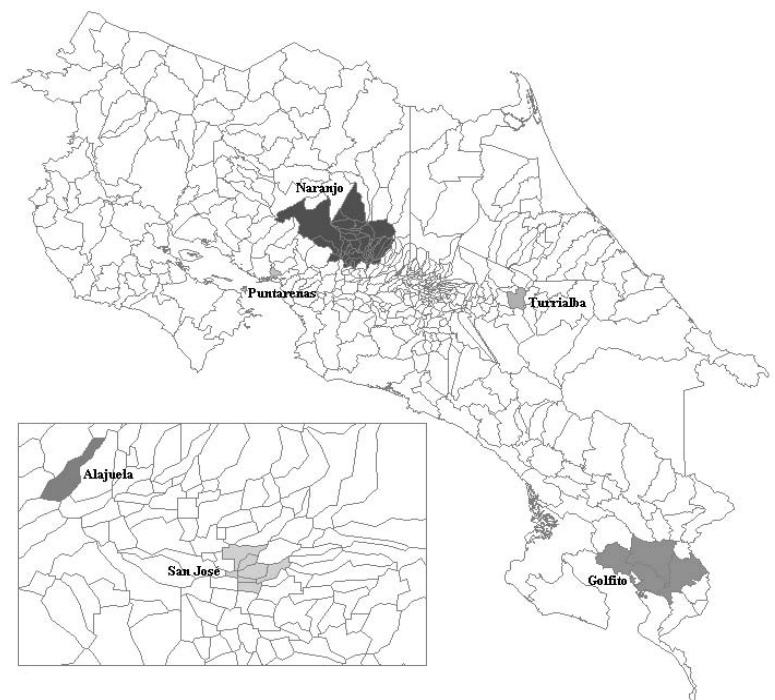 Naranjo
Puntarenas
Turrialba
Alajuela
San José
Golfito